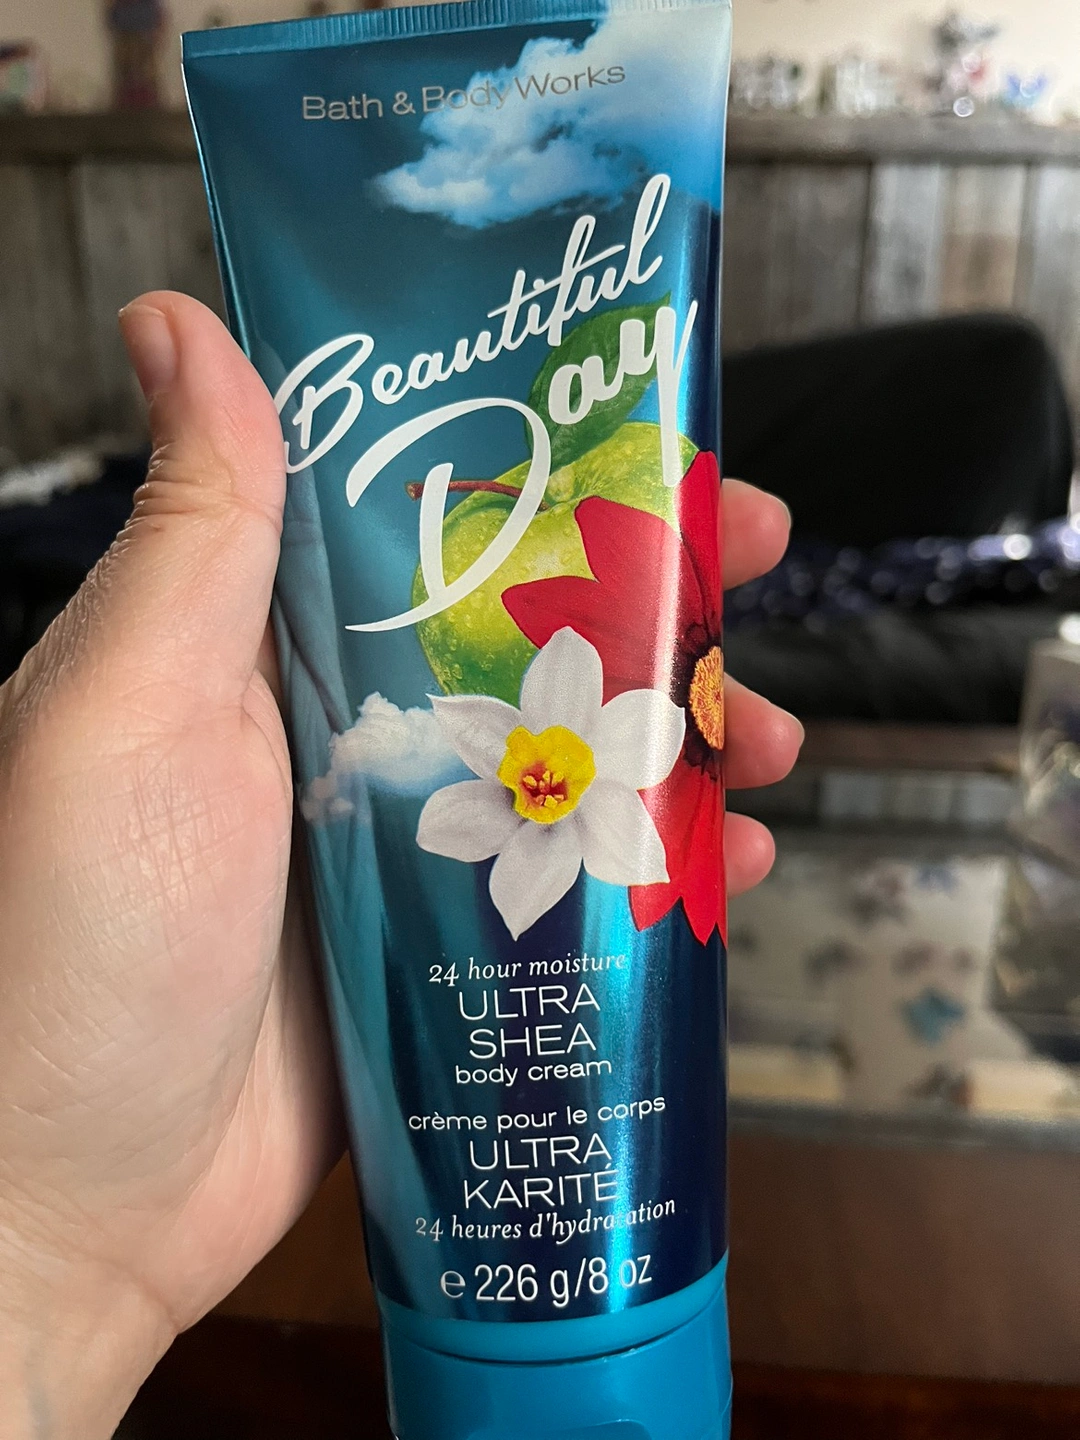 Bath & Body Works
Beautiful
Day
24 hour moisture
ULTRA
SHEA
body cream
crème pour le corps
ULTRA
KARITÉ
24 heures d'hydratation
e 226 g/8 oz